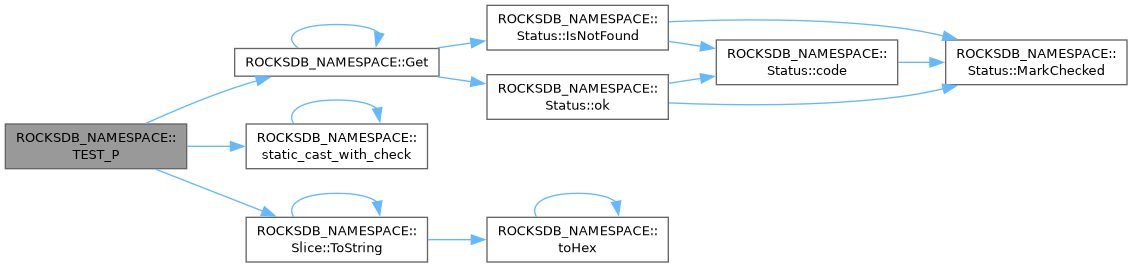 ROCKSDB_NAMESPACE::
TEST_P
ROCKSDB_NAMESPACE::Get
ROCKSDB_NAMESPACE::
static_cast_with_check
ROCKSDB_NAMESPACE::
Slice::ToString
ROCKSDB_NAMESPACE::
Status::IsNotFound
ROCKSDB_NAMESPACE::
Status::ok
ROCKSDB_NAMESPACE::
toHex
ROCKSDB_NAMESPACE::
Status::code
ROCKSDB_NAMESPACE::
Status::MarkChecked